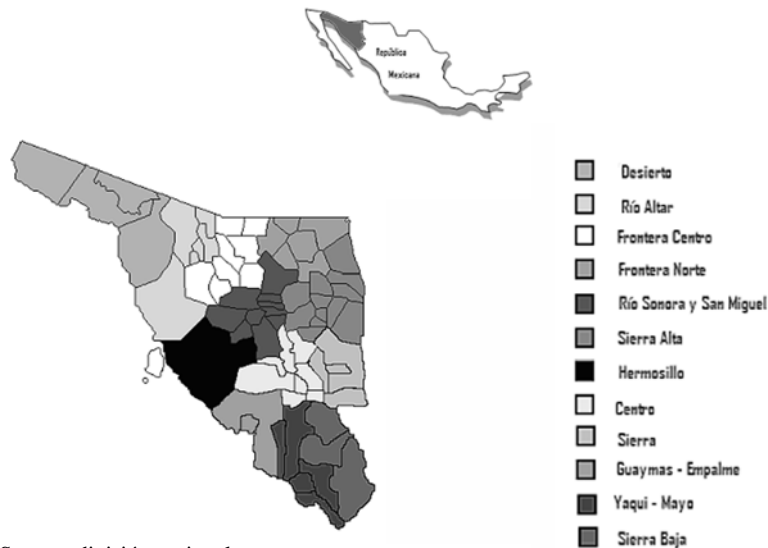 República
Mexicana
Desierto
Río Altar
Frontera Centro
Frontera Norte
Río Sonora y San Miguel
Sierra Alta
Hermosillo
Centro
Sierra
Guaymas - Empalme
Yaqui - Mayo
Sierra Baja